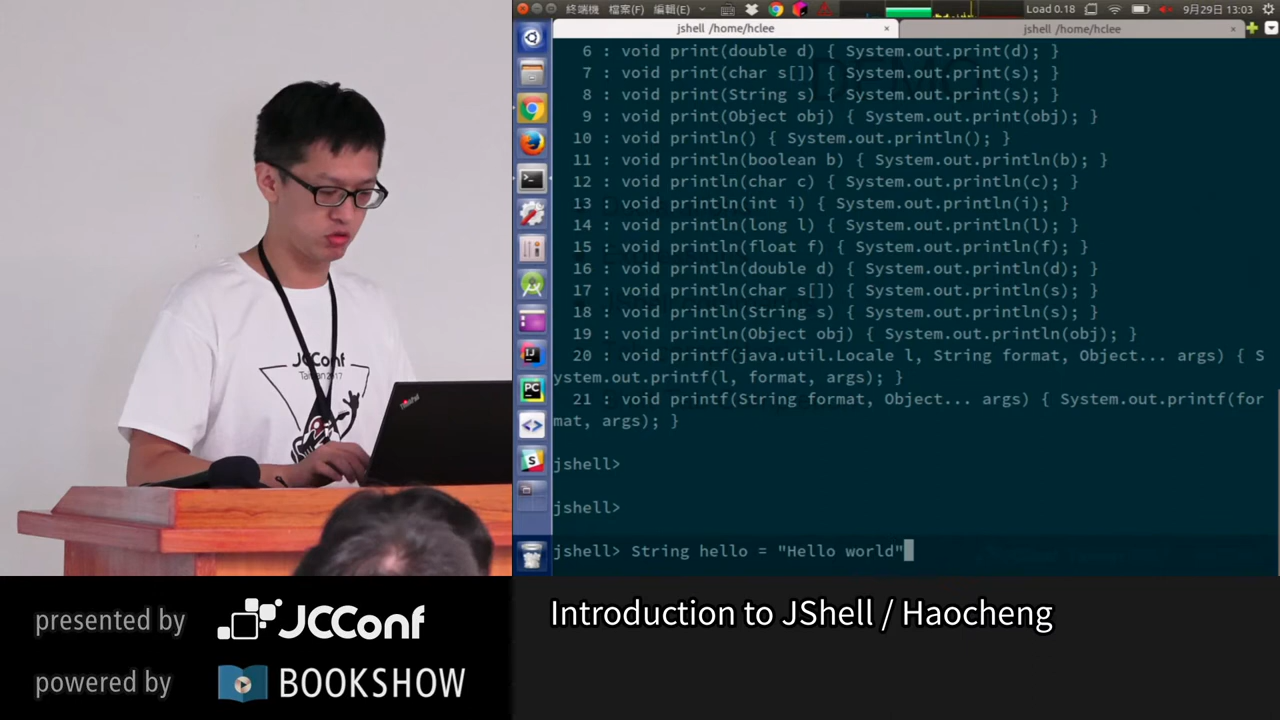 終端機 檔案(F) 編輯(E) Load 0.18 9月29日 13:03
jshell /home/hclee × jshell /home/hclee ×
6 : void print(double d) { System.out.print(d); }
7 : void print(char s[]) { System.out.print(s); }
8 : void print(String s) { System.out.print(s); }
9 : void print(Object obj) { System.out.print(obj); }
10 : void println() { System.out.println(); }
11 : void println(boolean b) { System.out.println(b); }
12 : void println(char c) { System.out.println(c); }
13 : void println(int i) { System.out.println(i); }
14 : void println(long l) { System.out.println(l); }
15 : void println(float f) { System.out.println(f); }
16 : void println(double d) { System.out.println(d); }
17 : void println(char s[]) { System.out.println(s); }
18 : void println(String s) { System.out.println(s); }
19 : void println(Object obj) { System.out.println(obj); }
20 : void printf(java.util.Locale l, String format, Object... args) { S
ystem.out.printf(l, format, args); }
21 : void printf(String format, Object... args) { System.out.printf(for
mat, args); }
jshell>
jshell>
jshell> String hello = "Hello world"
JCConf
Taiwan2017
ThinkPad
presented by JCConf
powered by BOOKSHOW
Introduction to JShell / Haocheng